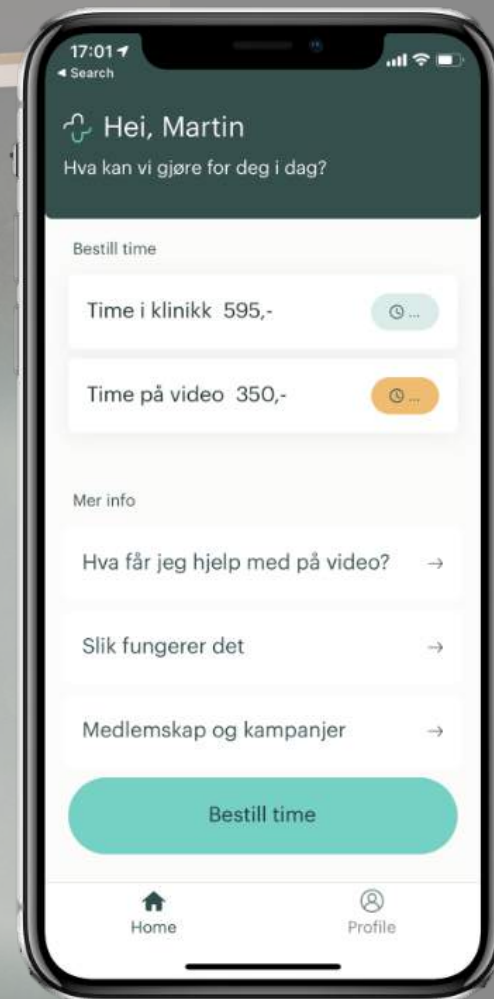 17:01
◀ Search
Hei, Martin
Hva kan vi gjøre for deg i dag?
Bestill time
Time i klinikk 595,-
...
Time på video 350,-
...
Mer info
Hva får jeg hjelp med på video? →
Slik fungerer det →
Medlemskap og kampanjer →
Bestill time
Home
Profile